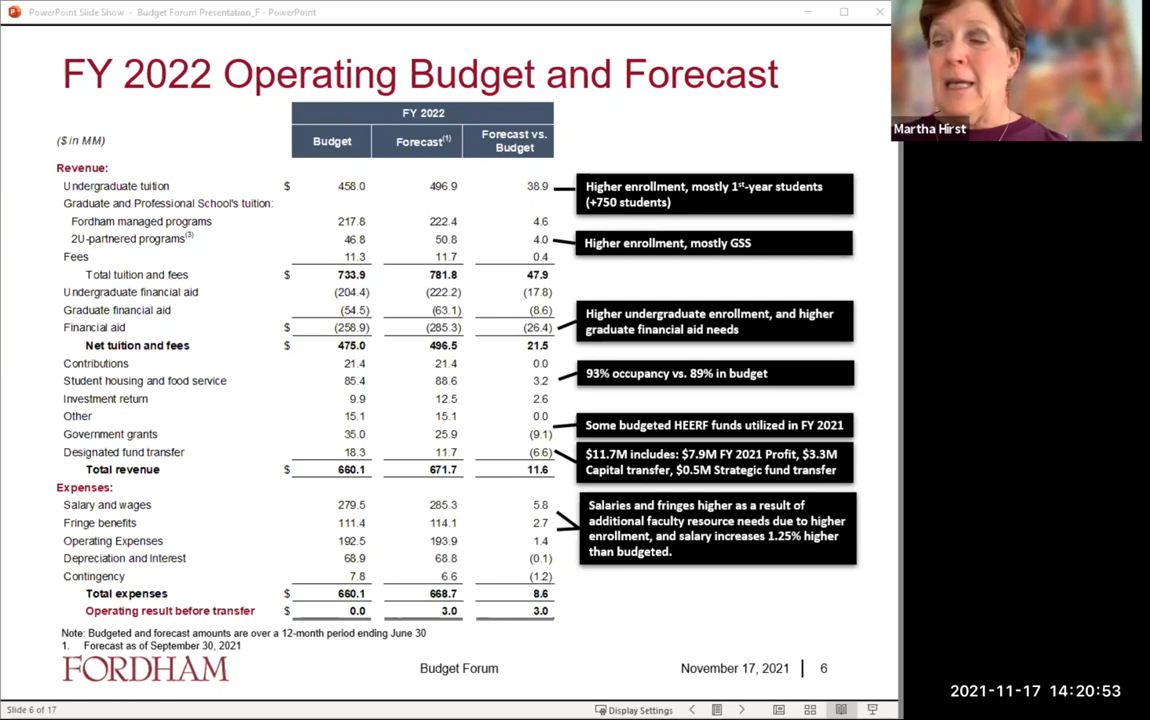 PowerPoint Slide Show - Budget Forum Presentation_F - PowerPoint
FY 2022 Operating Budget and Forecast
FY 2022
($ in MM) Budget Forecast(1) Forecast vs. Budget
Revenue:
Undergraduate tuition $ 458.0 496.9 38.9
Graduate and Professional School's tuition:
Fordham managed programs 217.8 222.4 4.6
2U-partnered programs(3) 46.8 50.8 4.0
Fees 11.3 11.7 0.4
Total tuition and fees $ 733.9 781.8 47.9
Undergraduate financial aid (204.4) (222.2) (17.8)
Graduate financial aid (54.5) (63.1) (8.6)
Financial aid $ (258.9) (285.3) (26.4)
Net tuition and fees $ 475.0 496.5 21.5
Contributions 21.4 21.4 0.0
Student housing and food service 85.4 88.6 3.2
Investment return 9.9 12.5 2.6
Other 15.1 15.1 0.0
Government grants 35.0 25.9 (9.1)
Designated fund transfer 18.3 11.7 (6.6)
Total revenue $ 660.1 671.7 11.6
Expenses:
Salary and wages 279.5 285.3 5.8
Fringe benefits 111.4 114.1 2.7
Operating Expenses 192.5 193.9 1.4
Depreciation and Interest 68.9 68.8 (0.1)
Contingency 7.8 6.6 (1.2)
Total expenses $ 660.1 668.7 8.6
Operating result before transfer $ 0.0 3.0 3.0
Higher enrollment, mostly 1st-year students
(+750 students)
Higher enrollment, mostly GSS
Higher undergraduate enrollment, and higher
graduate financial aid needs
93% occupancy vs. 89% in budget
Some budgeted HEERF funds utilized in FY 2021
$11.7M includes: $7.9M FY 2021 Profit, $3.3M
Capital transfer, $0.5M Strategic fund transfer
Salaries and fringes higher as a result of
additional faculty resource needs due to higher
enrollment, and salary increases 1.25% higher
than budgeted.
Note: Budgeted and forecast amounts are over a 12-month period ending June 30
1. Forecast as of September 30, 2021
FORDHAM Budget Forum November 17, 2021 6
Slide 6 of 17 Display Settings
Martha Hirst
2021-11-17 14:20:53